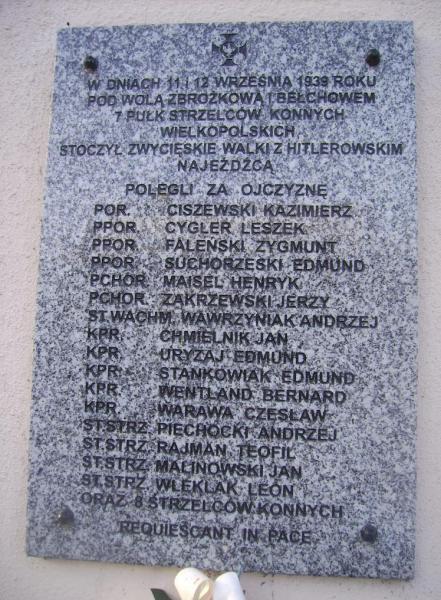 W DNIACH 11 I 12 WRZEŚNIA 1939 ROKU
POD WOLĄ ZBROŻKOWĄ I BEŁCHOWEM
7 PUŁK STRZELCÓW KONNYCH
WIELKOPOLSKICH
STOCZYŁ ZWYCIĘSKIE WALKI Z HITLEROWSKIM
NAJEŹDŹCĄ
POLEGLI ZA OJCZYZNĘ
POR. CISZEWSKI KAZIMIERZ
PPOR. CYGLER LESZEK
PPOR. FALEŃSKI ZYGMUNT
PPOR. SUCHORZESKI EDMUND
PCHOR. MAISEL HENRYK
PCHOR. ZAKRZEWSKI JERZY
ST.WACHM. WAWRZYNIAK ANDRZEJ
KPR. CHMIELNIK JAN
KPR. URYZAJ EDMUND
KPR. STANKOWIAK EDMUND
KPR. WENTLAND BERNARD
KPR. WARAWA CZESŁAW
ST.STRZ. PIECHOCKI ANDRZEJ
ST.STRZ. RAJMAN TEOFIL
ST.STRZ. MALINOWSKI JAN
ST.STRZ. WLEKLAK LEON
ORAZ 8 STRZELCÓW KONNYCH
REQUIESCANT IN PACE